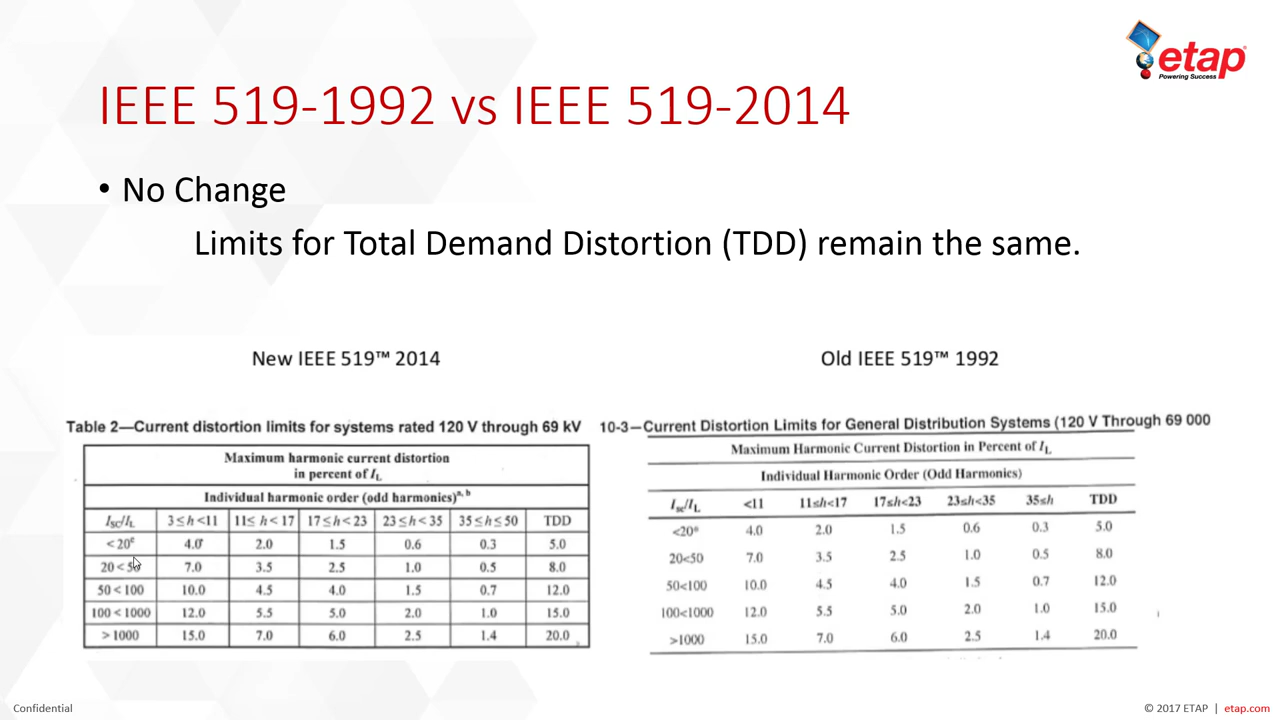 etap
Powering Success
IEEE 519-1992 vs IEEE 519-2014
• No Change
Limits for Total Demand Distortion (TDD) remain the same.
New IEEE 519™ 2014
Table 2—Current distortion limits for systems rated 120 V through 69 kV
Maximum harmonic current distortion
in percent of IL
Individual harmonic order (odd harmonics)a, b
ISC/IL 3 ≤ h < 11 11 ≤ h < 17 17 ≤ h < 23 23 ≤ h < 35 35 ≤ h ≤ 50 TDD
< 20c 4.0 2.0 1.5 0.6 0.3 5.0
20 < 50 7.0 3.5 2.5 1.0 0.5 8.0
50 < 100 10.0 4.5 4.0 1.5 0.7 12.0
100 < 1000 12.0 5.5 5.0 2.0 1.0 15.0
> 1000 15.0 7.0 6.0 2.5 1.4 20.0
Old IEEE 519™ 1992
10-3—Current Distortion Limits for General Distribution Systems (120 V Through 69 000
Maximum Harmonic Current Distortion in Percent of IL
Individual Harmonic Order (Odd Harmonics)
Isc/IL <11 11≤h<17 17≤h<23 23≤h<35 35≤h TDD
<20* 4.0 2.0 1.5 0.6 0.3 5.0
20<50 7.0 3.5 2.5 1.0 0.5 8.0
50<100 10.0 4.5 4.0 1.5 0.7 12.0
100<1000 12.0 5.5 5.0 2.0 1.0 15.0
>1000 15.0 7.0 6.0 2.5 1.4 20.0
Confidential
© 2017 ETAP | etap.com